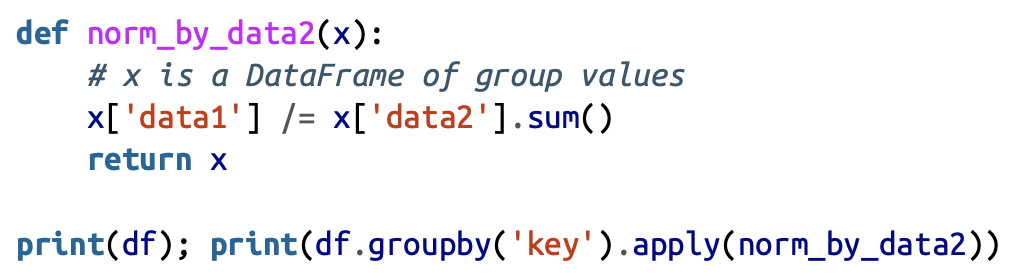 def norm_by_data2(x):
    # x is a DataFrame of group values
    x['data1'] /= x['data2'].sum()
    return x

print(df); print(df.groupby('key').apply(norm_by_data2))